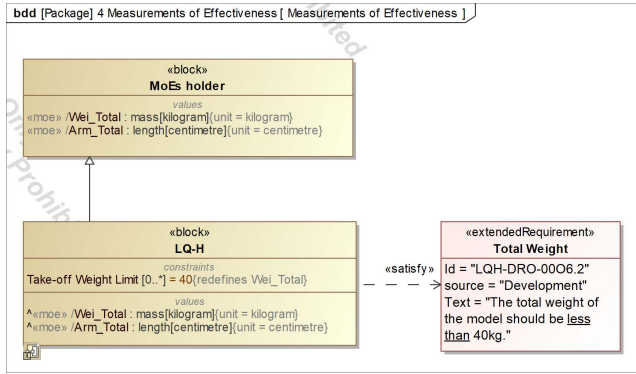 bdd [Package] 4 Measurements of Effectiveness [ Measurements of Effectiveness ]
«block»
MoEs holder
values
«moe» /Wei_Total : mass[kilogram]{unit = kilogram}
«moe» /Arm_Total : length[centimetre]{unit = centimetre}
«block»
LQ-H
constraints
Take-off Weight Limit [0..*] = 40{redefines Wei_Total}
values
^«moe» /Wei_Total : mass[kilogram]{unit = kilogram}
^«moe» /Arm_Total : length[centimetre]{unit = centimetre}
«satisfy»
«extendedRequirement»
Total Weight
Id = "LQH-DRO-00O6.2"
source = "Development"
Text = "The total weight of
the model should be less
than 40kg."